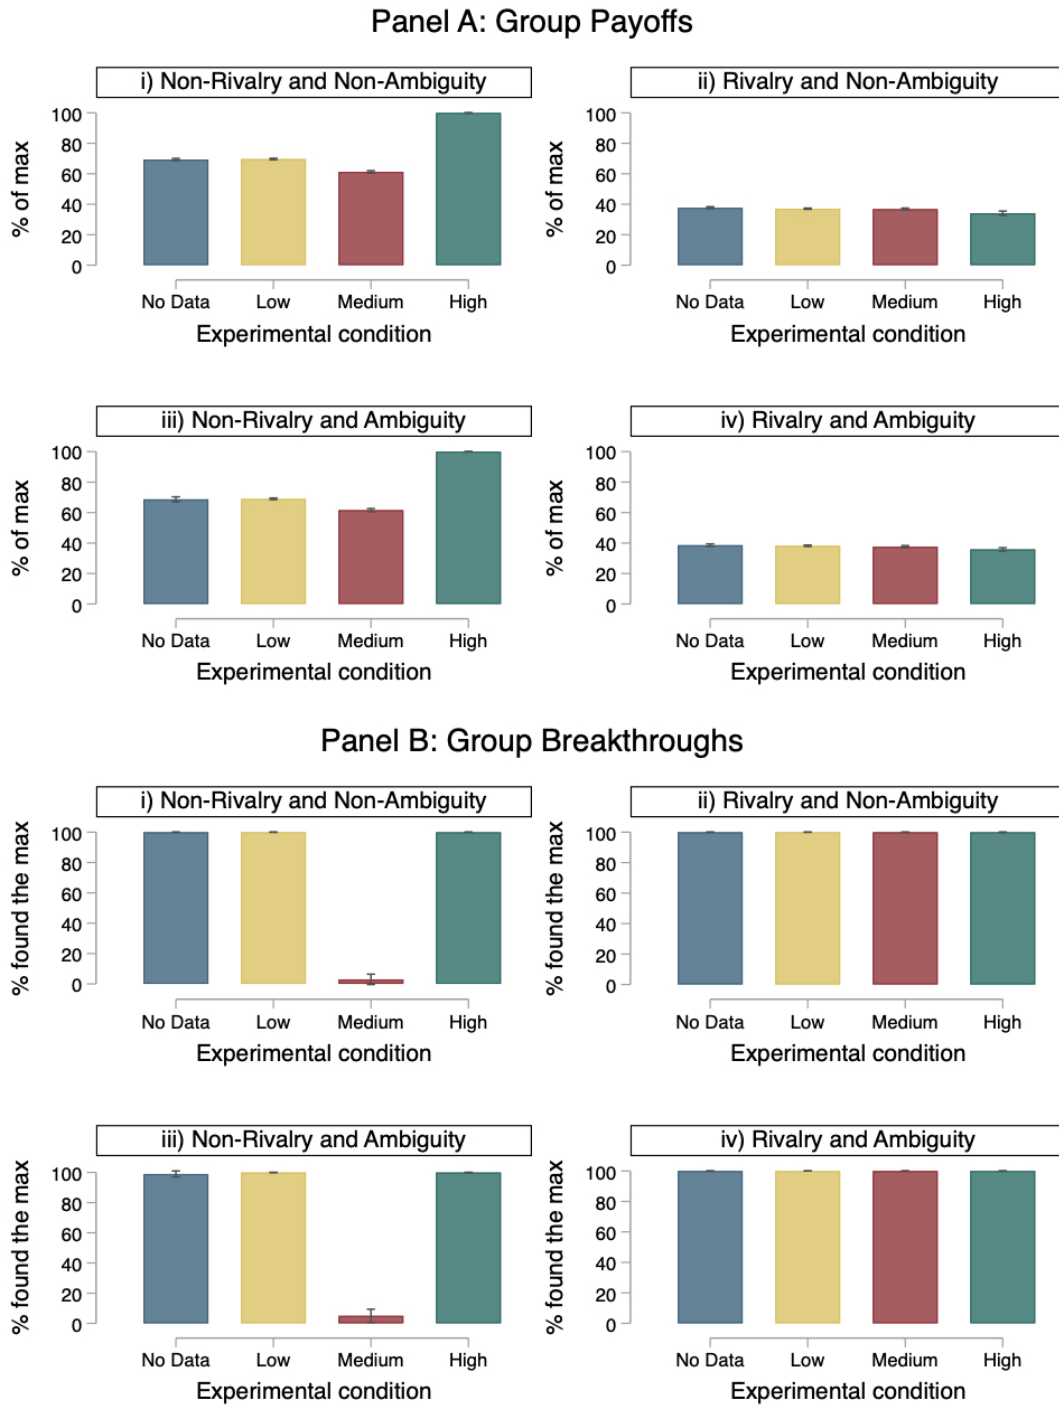 Panel A: Group Payoffs
i) Non-Rivalry and Non-Ambiguity
% of max
100
80
60
40
20
0
No Data Low Medium High
Experimental condition
ii) Rivalry and Non-Ambiguity
% of max
100
80
60
40
20
0
No Data Low Medium High
Experimental condition
iii) Non-Rivalry and Ambiguity
% of max
100
80
60
40
20
0
No Data Low Medium High
Experimental condition
iv) Rivalry and Ambiguity
% of max
100
80
60
40
20
0
No Data Low Medium High
Experimental condition
Panel B: Group Breakthroughs
i) Non-Rivalry and Non-Ambiguity
% found the max
100
80
60
40
20
0
No Data Low Medium High
Experimental condition
ii) Rivalry and Non-Ambiguity
% found the max
100
80
60
40
20
0
No Data Low Medium High
Experimental condition
iii) Non-Rivalry and Ambiguity
% found the max
100
80
60
40
20
0
No Data Low Medium High
Experimental condition
iv) Rivalry and Ambiguity
% found the max
100
80
60
40
20
0
No Data Low Medium High
Experimental condition